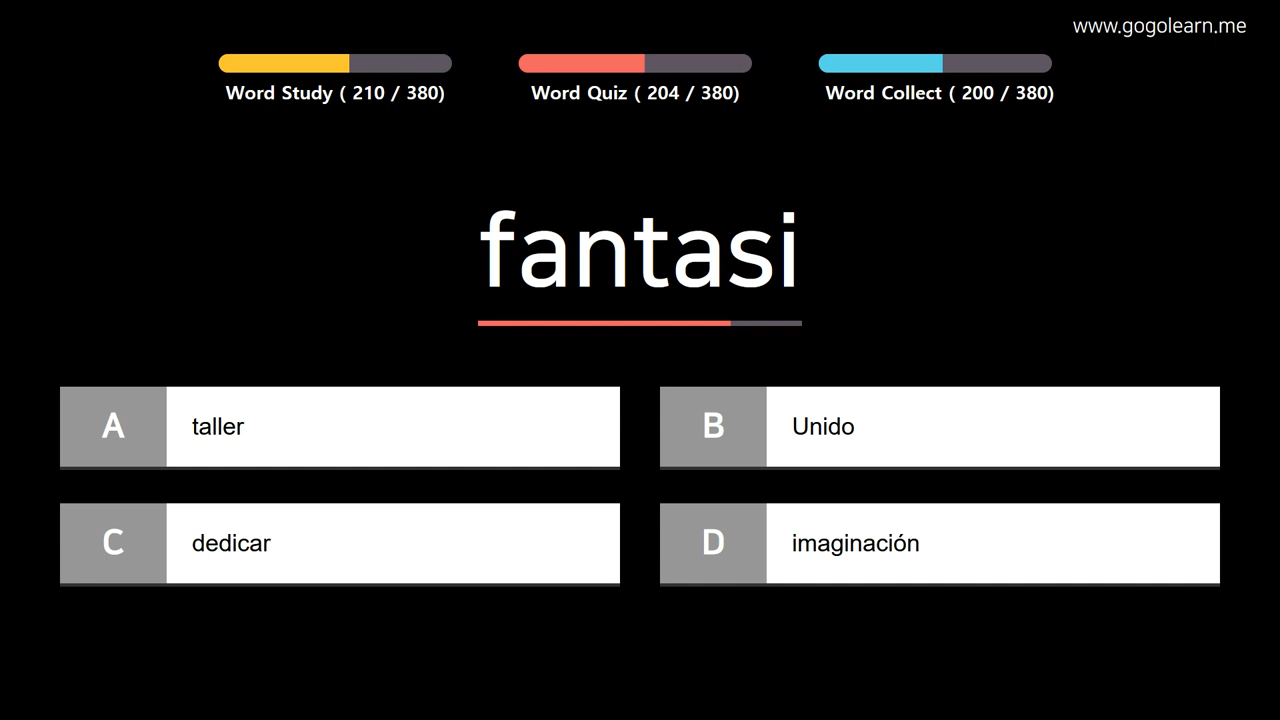 www.gogolearn.me
Word Study ( 210 / 380)
Word Quiz ( 204 / 380)
Word Collect ( 200 / 380)
fantasi
A taller
B Unido
C dedicar
D imaginación